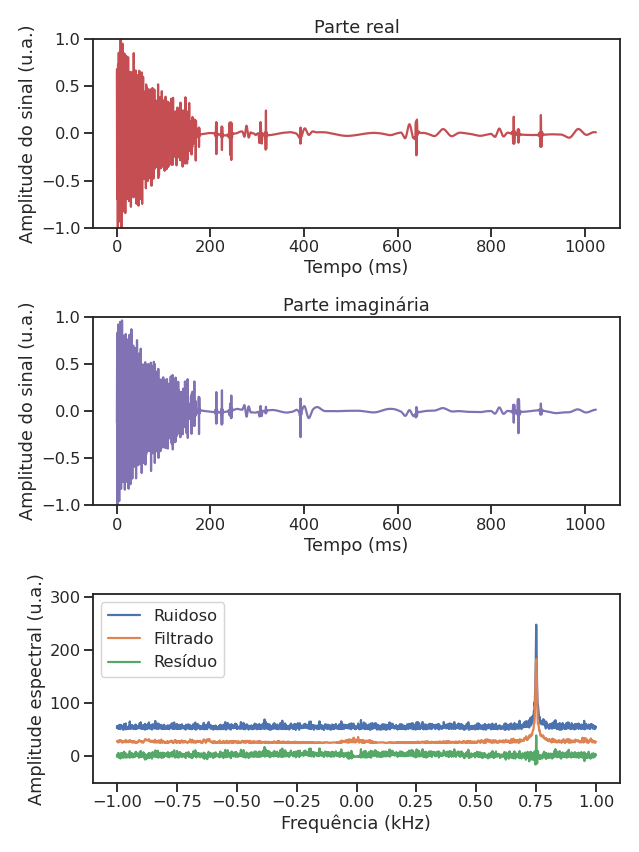 Parte real
Amplitude do sinal (u.a.)
1.0
0.5
0.0
−0.5
−1.0
0 200 400 600 800 1000
Tempo (ms)
Parte imaginária
Amplitude do sinal (u.a.)
1.0
0.5
0.0
−0.5
−1.0
0 200 400 600 800 1000
Tempo (ms)
Amplitude espectral (u.a.)
300
200
100
0
Ruidoso
Filtrado
Resíduo
−1.00 −0.75 −0.50 −0.25 0.00 0.25 0.50 0.75 1.00
Frequência (kHz)